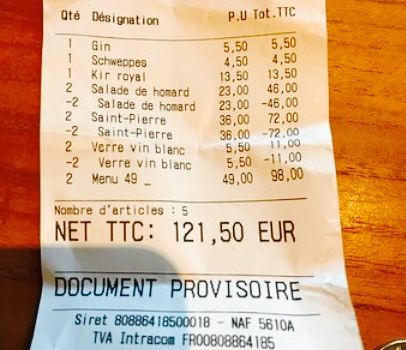 Qté Désignation P.U Tot.TTC
1 Gin 5,50 5,50
1 Schweppes 4,50 4,50
1 Kir royal 13,50 13,50
2 Salade de homard 23,00 46,00
-2 Salade de homard 23,00 -46,00
2 Saint-Pierre 36,00 72,00
-2 Saint-Pierre 36,00 -72,00
2 Verre vin blanc 5,50 11,00
-2 Verre vin blanc 5,50 -11,00
2 Menu 49 _ 49,00 98,00
Nombre d'articles : 5
NET TTC: 121,50 EUR
DOCUMENT PROVISOIRE
Siret 80886418500018 - NAF 5610A
TVA Intracom FR00808864185